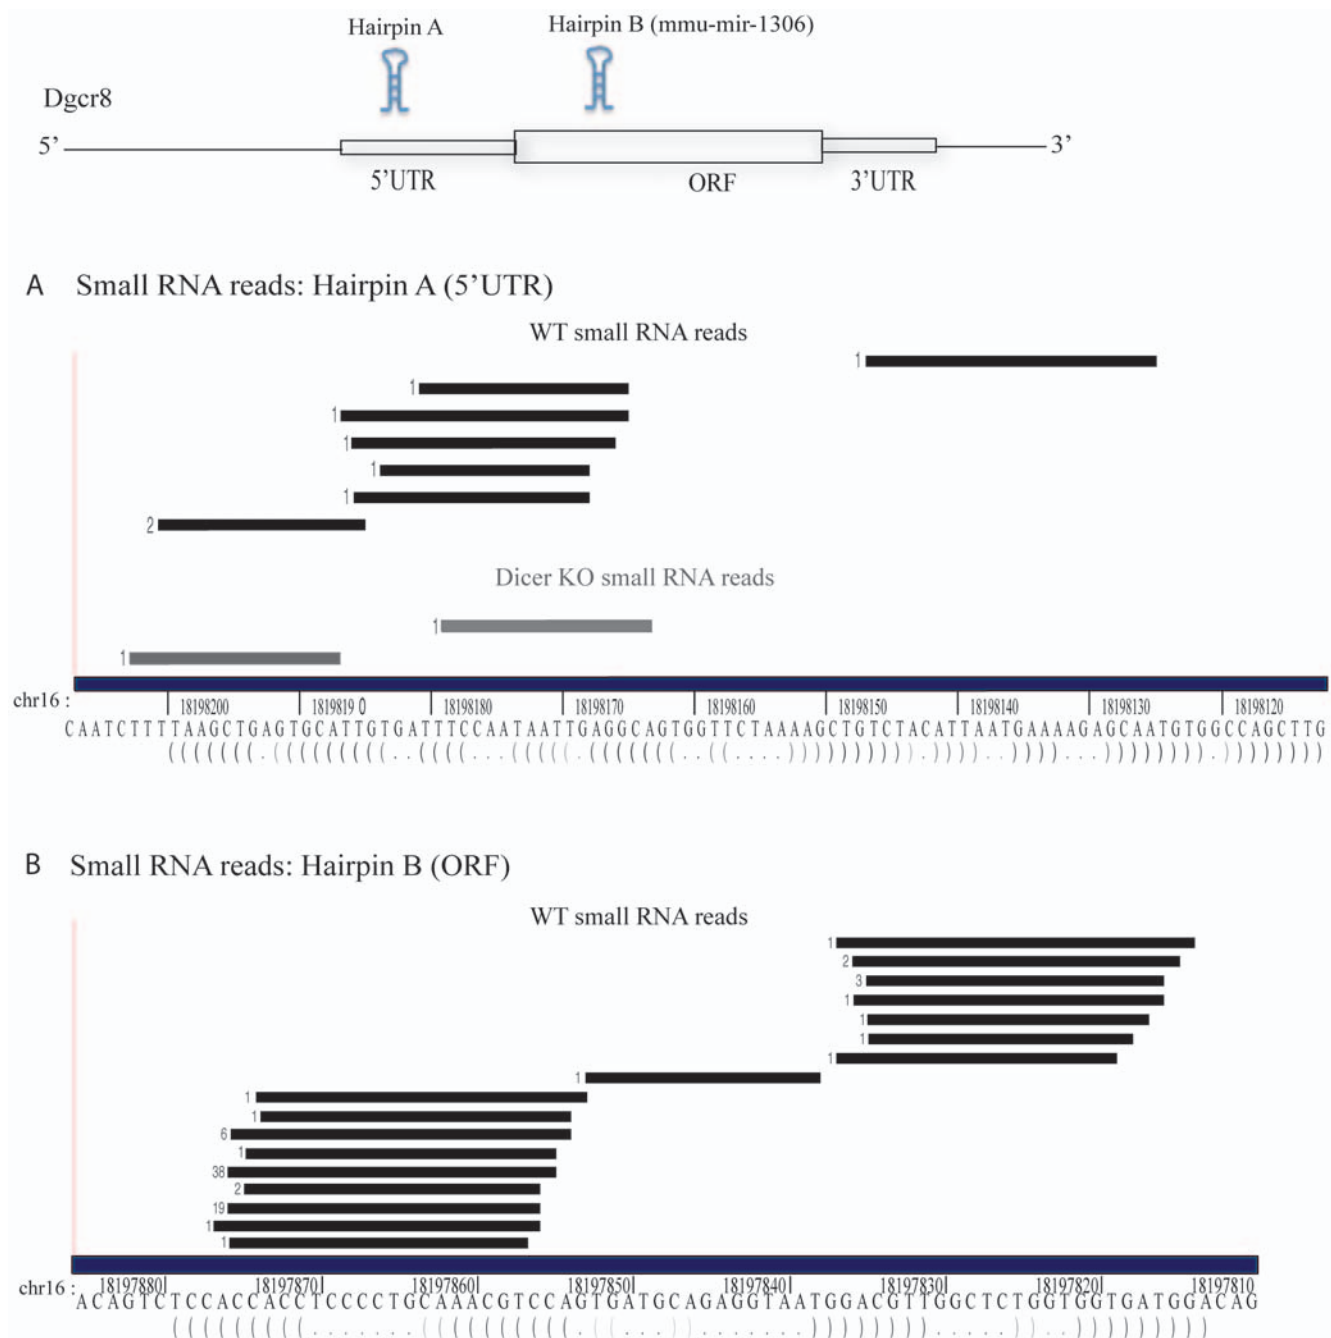 Hairpin A
Hairpin B (mmu-mir-1306)
Dgcr8
5’
3’
5’UTR
ORF
3’UTR
A Small RNA reads: Hairpin A (5’UTR)
WT small RNA reads
1
1
1
1
1
1
2
Dicer KO small RNA reads
1
1
chr16 : 18198200 1819819 0 18198180 18198170 18198160 18198150 18198140 18198130 18198120
CAATCTTTTAAGCTGAGTGCATTGTGATTTCCAATAATTGAGGCAGTGGTTCTAAAAGCTGTCTACATTAATGAAAAGAGCAATGTGGCCAGCTTG
B Small RNA reads: Hairpin B (ORF)
WT small RNA reads
1
2
3
1
1
1
1
1
1
1
6
1
38
2
19
1
1
chr16 : 18197880 18197870 18197860 18197850 18197840 18197830 18197820 18197810
ACAGTCTCCACCACCTCCCCTGCAAACGTCCAGTGATGCAGAGGTAATGGACGTTGGCTCTGGTGGTGATGGACAG